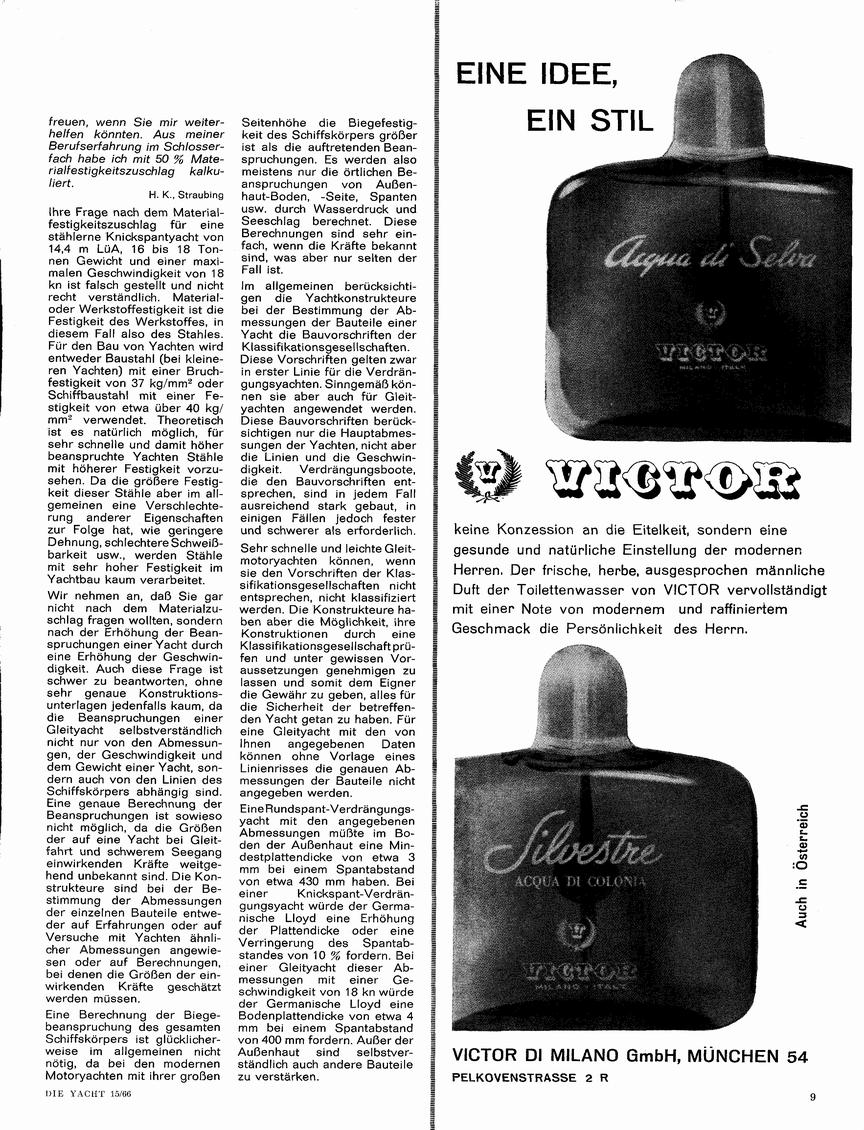 freuen, wenn Sie mir weiter-
helfen könnten. Aus meiner
Berufserfahrung im Schlosser-
fach habe ich mit 50 % Mate-
rialfestigkeitszuschlag kalku-
liert.
H. K., Straubing
Ihre Frage nach dem Material-
festigkeitszuschlag für eine
stählerne Knickspantyacht von
14,4 m LüA, 16 bis 18 Ton-
nen Gewicht und einer maxi-
malen Geschwindigkeit von 18
kn ist falsch gestellt und nicht
recht verständlich. Material-
oder Werkstoffestigkeit ist die
Festigkeit des Werkstoffes, in
diesem Fall also des Stahles.
Für den Bau von Yachten wird
entweder Baustahl (bei kleine-
ren Yachten) mit einer Bruch-
festigkeit von 37 kg/mm² oder
Schiffbaustahl mit einer Fe-
stigkeit von etwa über 40 kg/
mm² verwendet. Theoretisch
ist es natürlich möglich, für
sehr schnelle und damit höher
beanspruchte Yachten Stähle
mit höherer Festigkeit vorzu-
sehen. Da die größere Festig-
keit dieser Stähle aber im all-
gemeinen eine Verschlechte-
rung anderer Eigenschaften
zur Folge hat, wie geringere
Dehnung, schlechtere Schweiß-
barkeit usw., werden Stähle
mit sehr hoher Festigkeit im
Yachtbau kaum verarbeitet.
Wir nehmen an, daß Sie gar
nicht nach dem Materialzu-
schlag fragen wollten, sondern
nach der Erhöhung der Bean-
spruchungen einer Yacht durch
eine Erhöhung der Geschwin-
digkeit. Auch diese Frage ist
schwer zu beantworten, ohne
sehr genaue Konstruktions-
unterlagen jedenfalls kaum, da
die Beanspruchungen einer
Gleityacht selbstverständlich
nicht nur von den Abmessun-
gen, der Geschwindigkeit und
dem Gewicht einer Yacht, son-
dern auch von den Linien des
Schiffskörpers abhängig sind.
Eine genaue Berechnung der
Beanspruchungen ist sowieso
nicht möglich, da die Größen
der auf eine Yacht bei Gleit-
fahrt und schwerem Seegang
einwirkenden Kräfte weitge-
hend unbekannt sind. Die Kon-
strukteure sind bei der Be-
stimmung der Abmessungen
der einzelnen Bauteile entwe-
der auf Erfahrungen oder auf
Versuche mit Yachten ähnli-
cher Abmessungen angewie-
sen oder auf Berechnungen,
bei denen die Größen der ein-
wirkenden Kräfte geschätzt
werden müssen.
Eine Berechnung der Biege-
beanspruchung des gesamten
Schiffskörpers ist glücklicher-
weise im allgemeinen nicht
nötig, da bei den modernen
Motoryachten mit ihrer großen
Seitenhöhe die Biegefestig-
keit des Schiffskörpers größer
ist als die auftretenden Bean-
spruchungen. Es werden also
meistens nur die örtlichen Be-
anspruchungen von Außen-
haut-Boden, -Seite, Spanten
usw. durch Wasserdruck und
Seeschlag berechnet. Diese
Berechnungen sind sehr ein-
fach, wenn die Kräfte bekannt
sind, was aber nur selten der
Fall ist.
Im allgemeinen berücksichti-
gen die Yachtkonstrukteure
bei der Bestimmung der Ab-
messungen der Bauteile einer
Yacht die Bauvorschriften der
Klassifikationsgesellschaften.
Diese Vorschriften gelten zwar
in erster Linie für die Verdrän-
gungsyachten. Sinngemäß kön-
nen sie aber auch für Gleit-
yachten angewendet werden.
Diese Bauvorschriften berück-
sichtigen nur die Hauptabmes-
sungen der Yachten, nicht aber
die Linien und die Geschwin-
digkeit. Verdrängungsboote,
die den Bauvorschriften ent-
sprechen, sind in jedem Fall
ausreichend stark gebaut, in
einigen Fällen jedoch fester
und schwerer als erforderlich.
Sehr schnelle und leichte Gleit-
motoryachten können, wenn
sie den Vorschriften der Klas-
sifikationsgesellschaften nicht
entsprechen, nicht klassifiziert
werden. Die Konstrukteure ha-
ben aber die Möglichkeit, ihre
Konstruktionen durch eine
Klassifikationsgesellschaft prü-
fen und unter gewissen Vor-
aussetzungen genehmigen zu
lassen und somit dem Eigner
die Gewähr zu geben, alles für
die Sicherheit der betreffen-
den Yacht getan zu haben. Für
eine Gleityacht mit den von
Ihnen angegebenen Daten
können ohne Vorlage eines
Linienrisses die genauen Ab-
messungen der Bauteile nicht
angegeben werden.
Eine Rundspant-Verdrängungs-
yacht mit den angegebenen
Abmessungen müßte im Bo-
den der Außenhaut eine Min-
destplattendicke von etwa 3
mm bei einem Spantabstand
von etwa 430 mm haben. Bei
einer Knickspant-Verdrän-
gungsyacht würde der Germa-
nische Lloyd eine Erhöhung
der Plattendicke oder eine
Verringerung des Spantab-
standes von 10 % fordern. Bei
einer Gleityacht dieser Ab-
messungen mit einer Ge-
schwindigkeit von 18 kn würde
der Germanische Lloyd eine
Bodenplattendicke von etwa 4
mm bei einem Spantabstand
von 400 mm fordern. Außer der
Außenhaut sind selbstver-
ständlich auch andere Bauteile
zu verstärken.
DIE YACHT 15/66
EINE IDEE,
EIN STIL
Acqua di Selva
V
VICTOR
MILANO · ITALY
V
VICTOR
keine Konzession an die Eitelkeit, sondern eine
gesunde und natürliche Einstellung der modernen
Herren. Der frische, herbe, ausgesprochen männliche
Duft der Toilettenwasser von VICTOR vervollständigt
mit einer Note von modernem und raffiniertem
Geschmack die Persönlichkeit des Herrn.
Silvestre
ACQUA DI COLONIA
V
VICTOR
MILANO · ITALY
Auch in Österreich
VICTOR DI MILANO GmbH, MÜNCHEN 54
PELKOVENSTRASSE 2 R
9